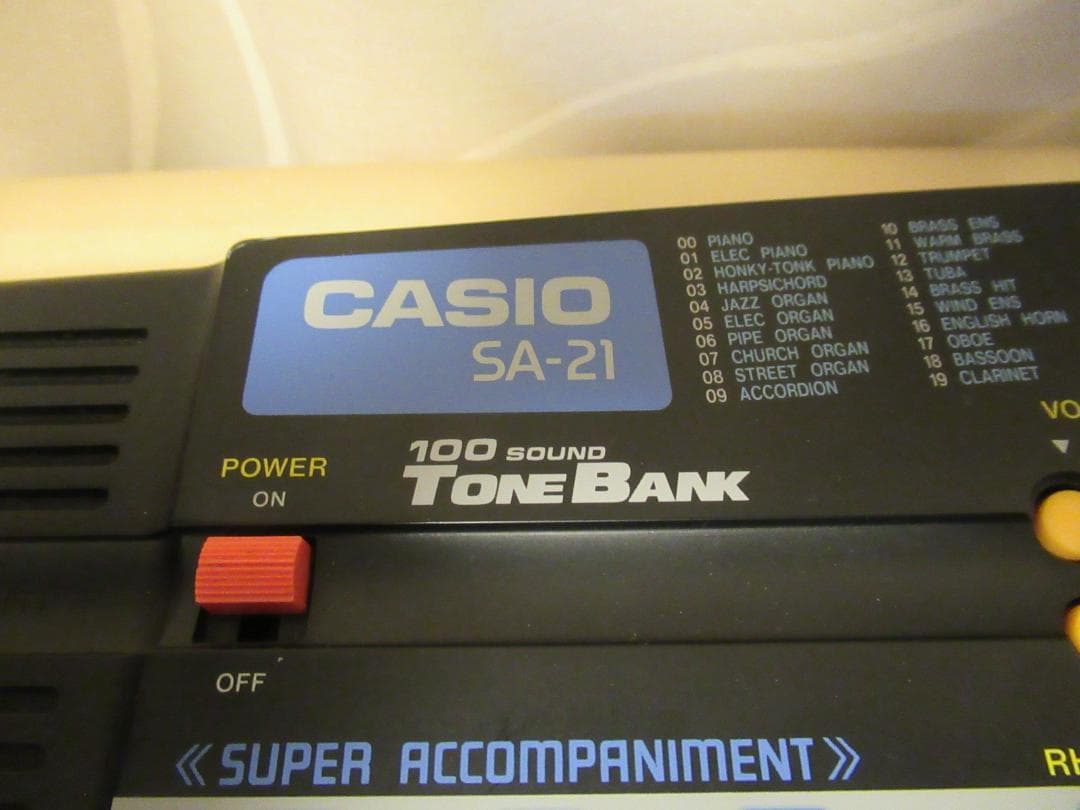 CASIO
SA-21
100 SOUND
TONE BANK
00 PIANO
01 ELEC PIANO
02 HONKY-TONK PIANO
03 HARPSICHORD
04 JAZZ ORGAN
05 ELEC ORGAN
06 PIPE ORGAN
07 CHURCH ORGAN
08 STREET ORGAN
09 ACCORDION
10 BRASS ENS
11 WARM BRASS
12 TRUMPET
13 TUBA
14 BRASS HIT
15 WIND ENS
16 ENGLISH HORN
17 OBOE
18 BASSOON
19 CLARINET
POWER
ON
OFF
VO
《SUPER ACCOMPANIMENT》